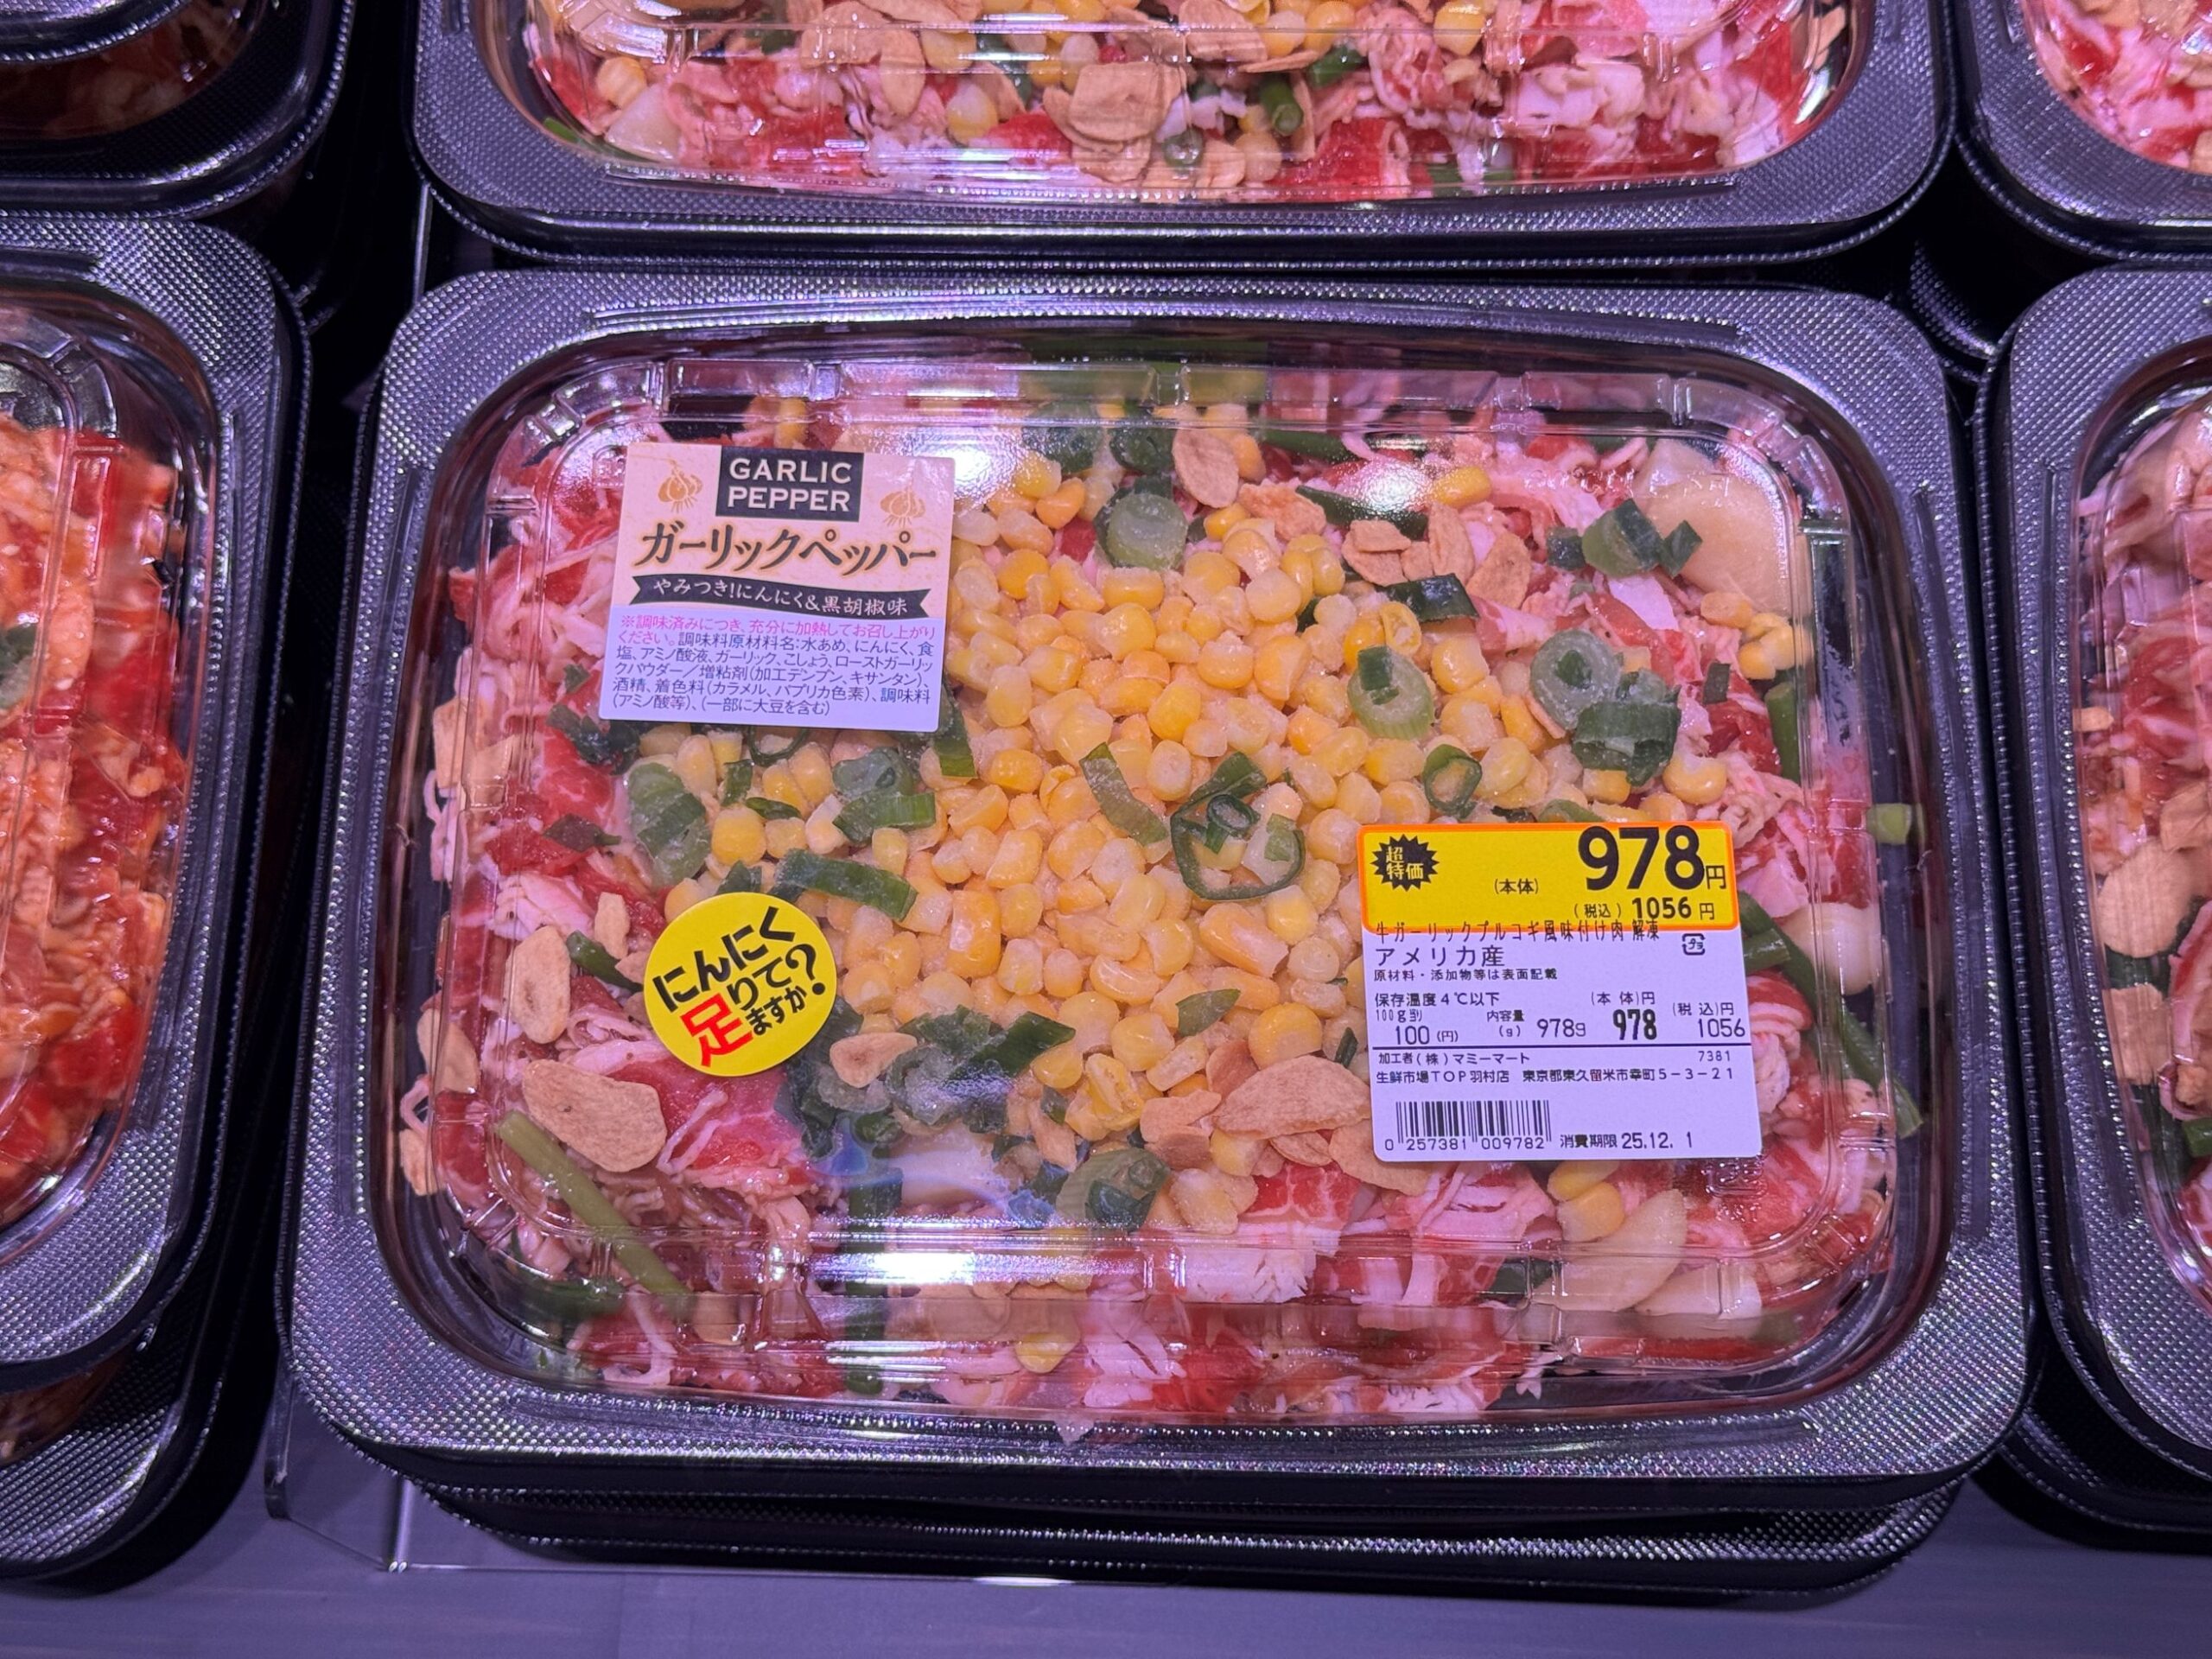 GARLIC
PEPPER
ガーリックペッパー
やみつき!にんにく&黒胡椒味
※調味済みにつき、充分に加熱してお召し上がり
ください。調味料原材料名:水あめ、にんにく、食
塩、アミノ酸液、ガーリック、こしょう、ローストガーリッ
クパウダー、増粘剤(加工デンプン、キサンタン)、
酒精、着色料(カラメル、パプリカ色素)、調味料
(アミノ酸等)、(一部に大豆を含む)
にんにく
足りて
ますか?
超
特価
(本体) 978円
(税込) 1056円
牛ガーリックプルコギ風味付け肉 解凍
アメリカ産
原材料・添加物等は表面記載
保存温度4℃以下 (本体)円 (税込)円
100g当り 内容量
100(円) (g) 978g 978 1056
加工者(株)マミーマート 7381
生鮮市場TOP羽村店 東京都東久留米市幸町5-3-21
0 257381 009782 消費期限25.12. 1